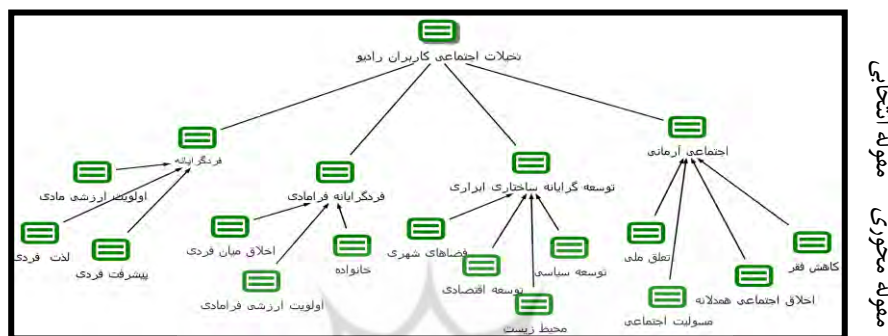 تخیلات اجتماعی کاربران رادیو
فردگرایانه
اولویت ارزشی مادی
لذت فردی
پیشرفت فردی
فردگرایانه فرامادی
اخلاق میان فردی
اولویت ارزشی فرامادی
خانواده
توسعه گرایانه ساختاری ابزاری
فضاهای شهری
توسعه اقتصادی
محیط زیست
توسعه سیاسی
اجتماعی آرمانی
تعلق ملی
مسولیت اجتماعی
اخلاق اجتماعی همدلانه
کاهش فقر
مقوله انتخابی
مقوله محوری